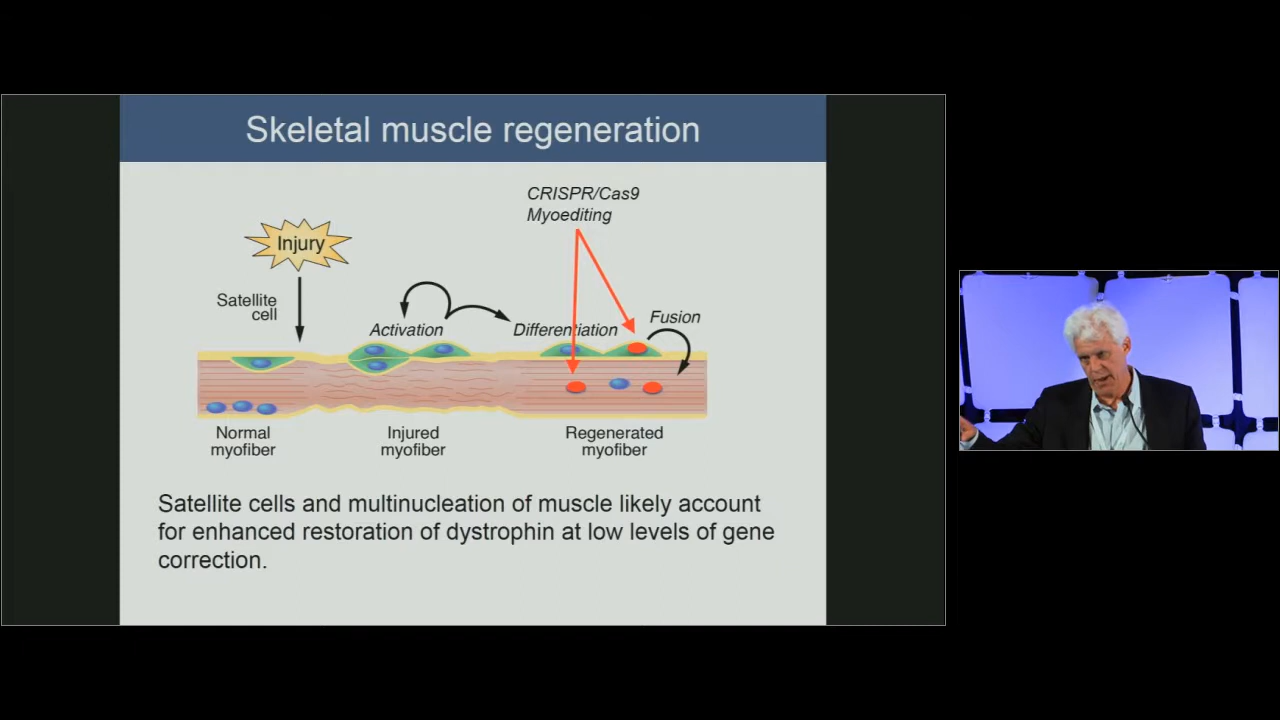 Skeletal muscle regeneration
CRISPR/Cas9
Myoediting
Injury
Satellite
cell
Activation
Differentiation
Fusion
Normal
myofiber
Injured
myofiber
Regenerated
myofiber
Satellite cells and multinucleation of muscle likely account
for enhanced restoration of dystrophin at low levels of gene
correction.